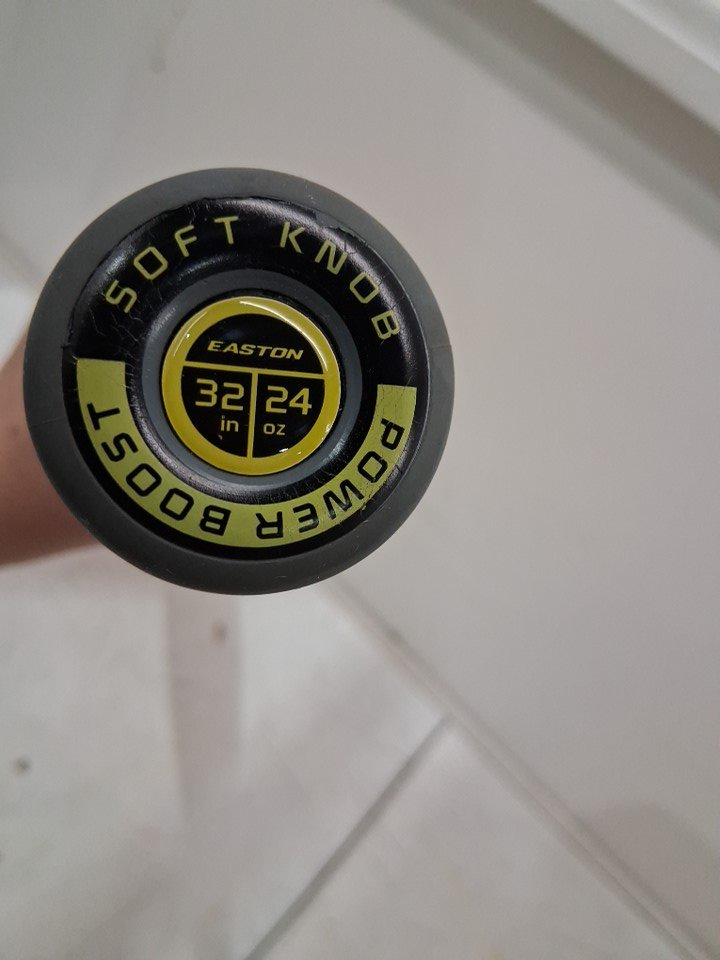 SOFT KNOB
EASTON
32 24
in oz
POWER BOOST